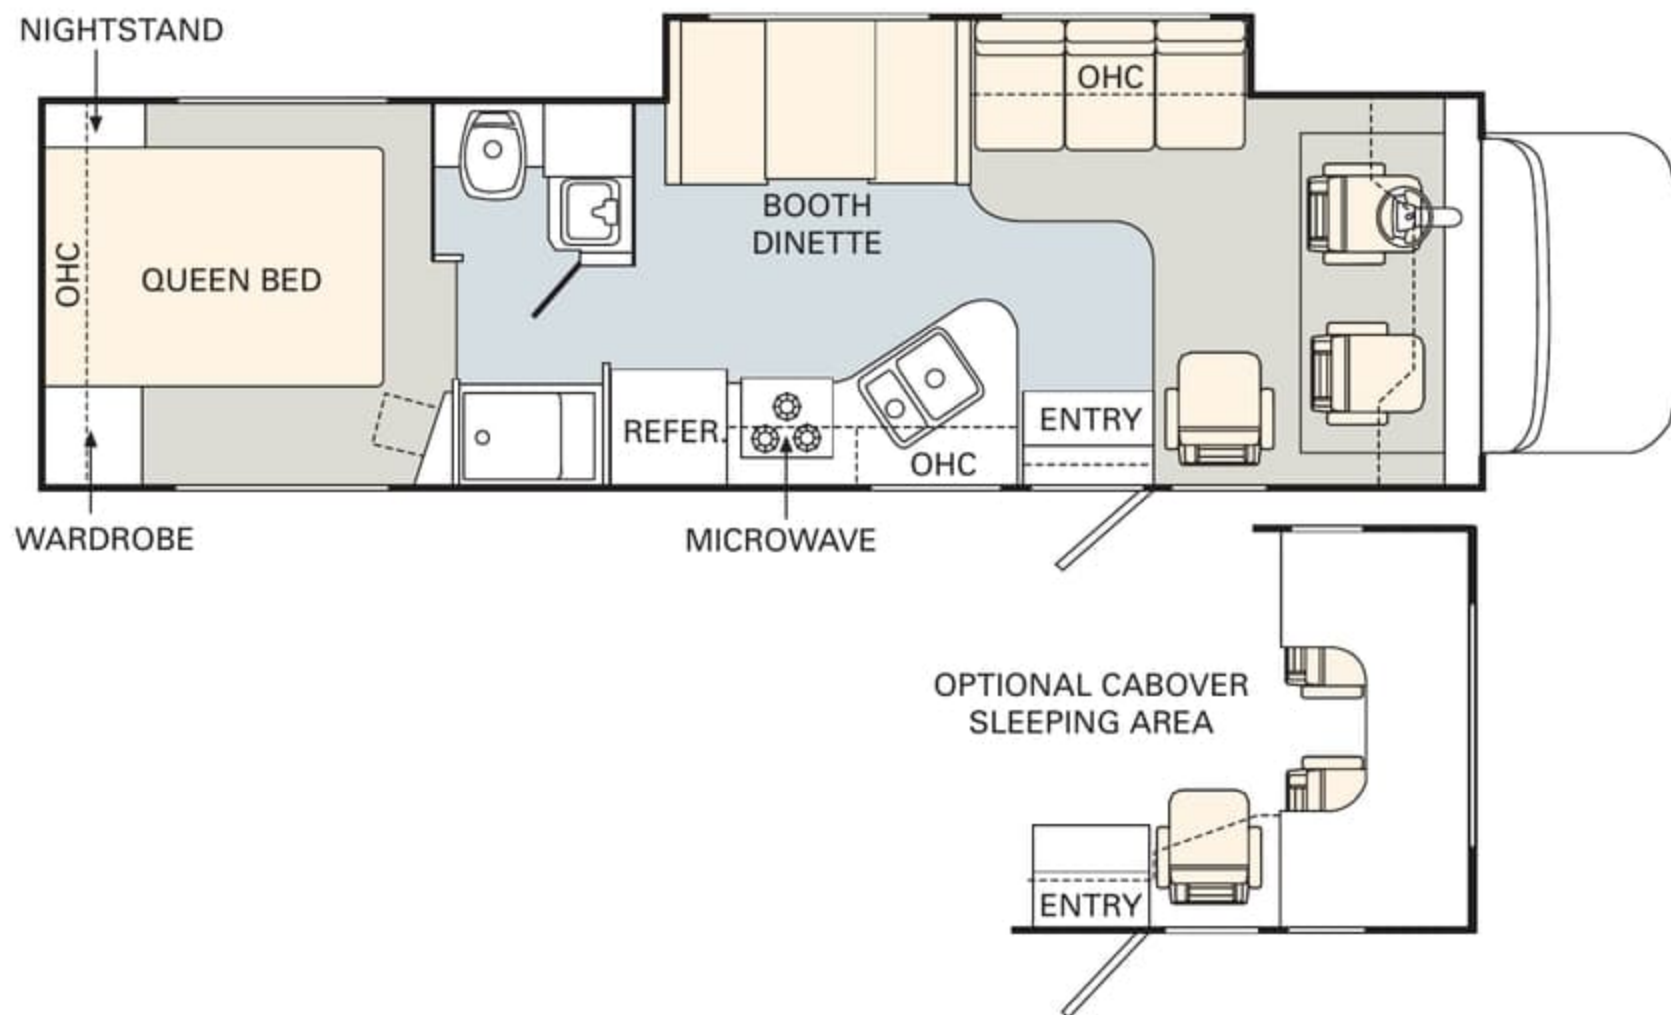 NIGHTSTAND
OHC
BOOTH
DINETTE
OHC
QUEEN BED
REFER.
ENTRY
OHC
WARDROBE
MICROWAVE
OPTIONAL CABOVER
SLEEPING AREA
ENTRY